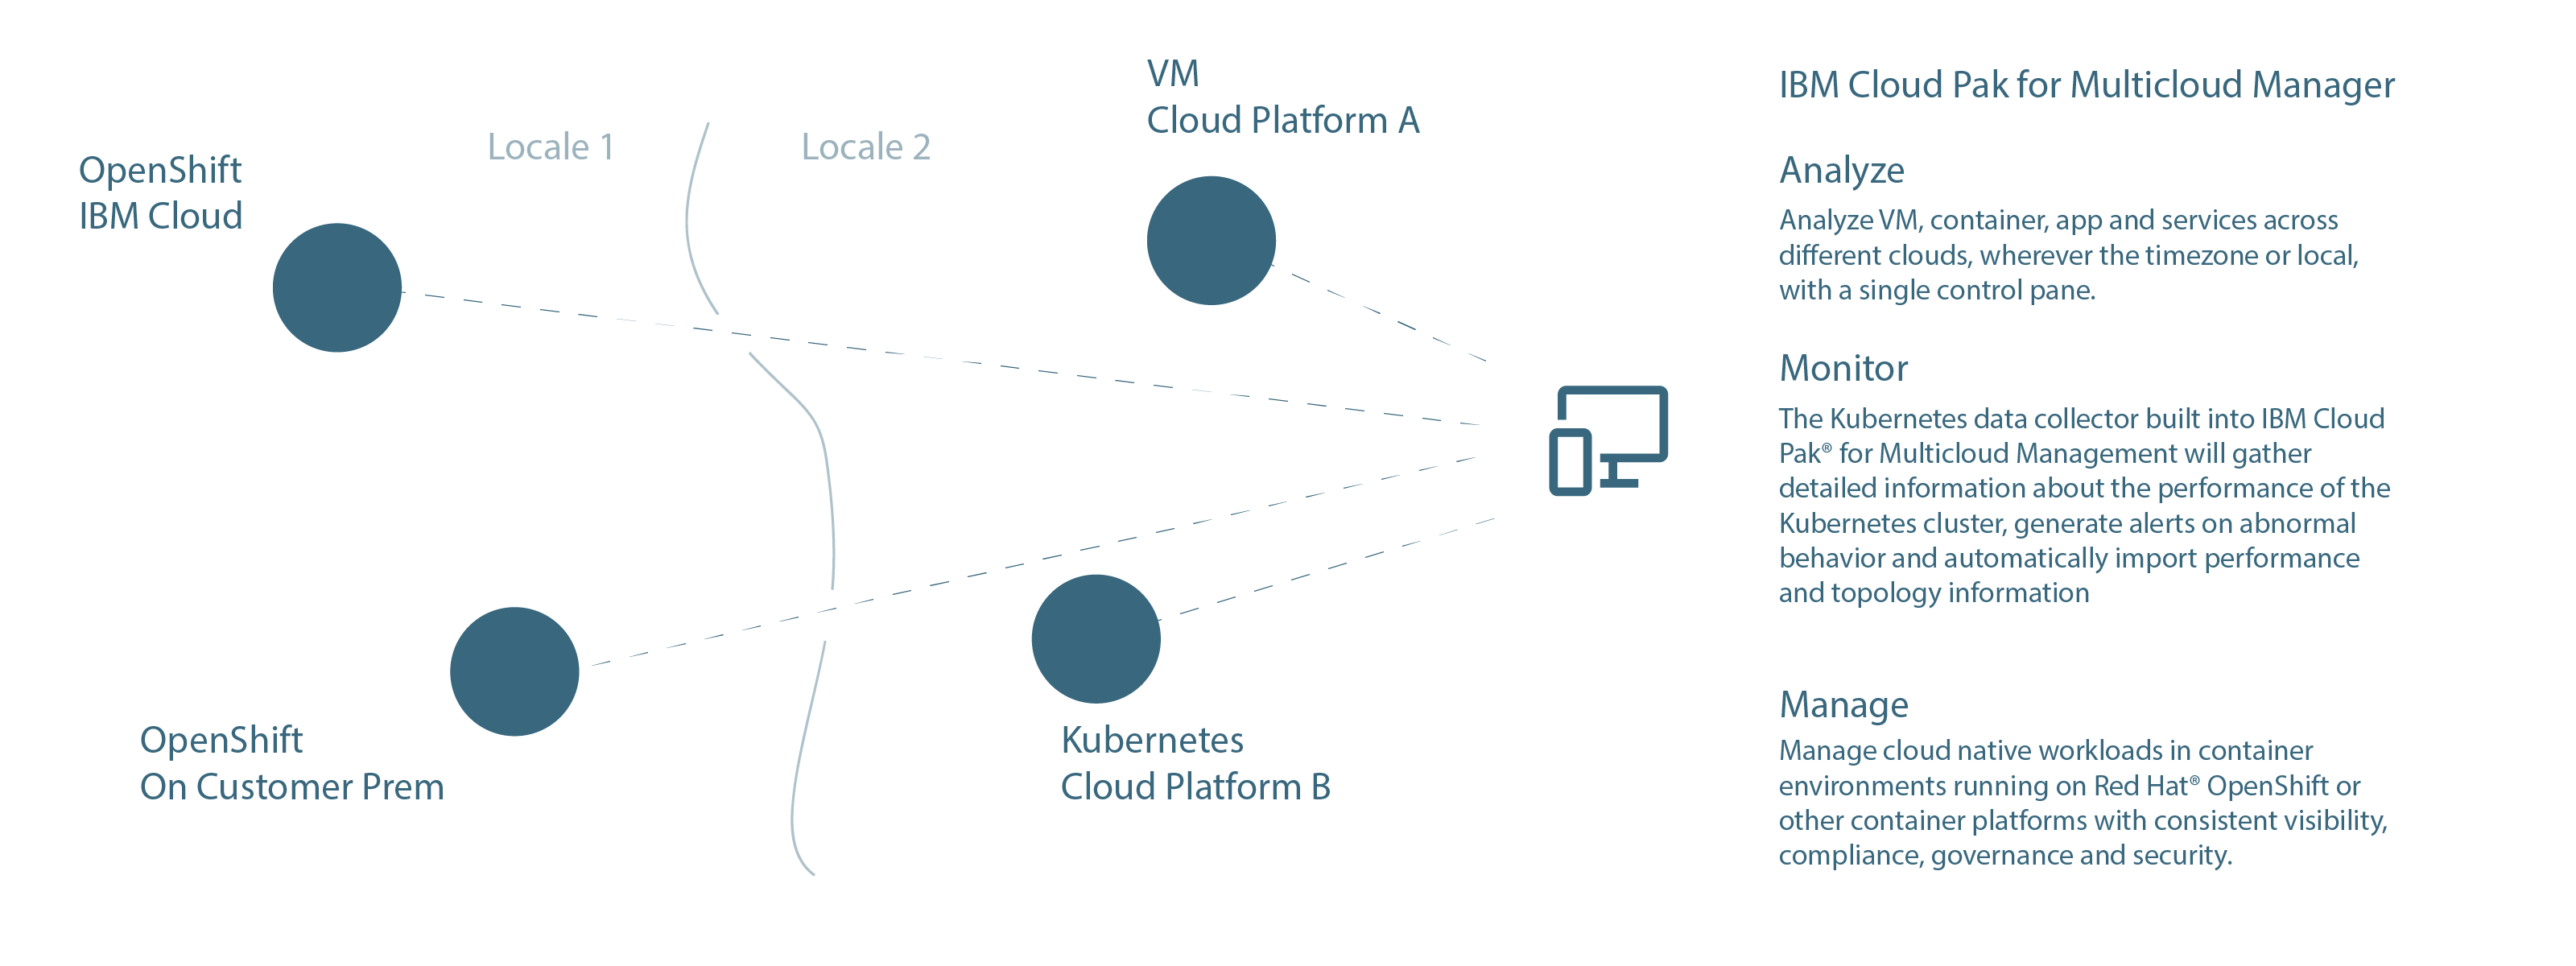 OpenShift
IBM Cloud
Locale 1
Locale 2
VM
Cloud Platform A
OpenShift
On Customer Prem
Kubernetes
Cloud Platform B
IBM Cloud Pak for Multicloud Manager
Analyze
Analyze VM, container, app and services across
different clouds, wherever the timezone or local,
with a single control pane.
Monitor
The Kubernetes data collector built into IBM Cloud
Pak® for Multicloud Management will gather
detailed information about the performance of the
Kubernetes cluster, generate alerts on abnormal
behavior and automatically import performance
and topology information
Manage
Manage cloud native workloads in container
environments running on Red Hat® OpenShift or
other container platforms with consistent visibility,
compliance, governance and security.